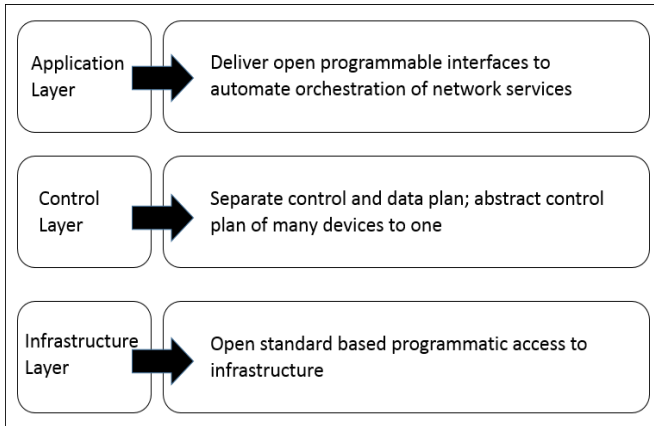 Application
Layer
Deliver open programmable interfaces to
automate orchestration of network services
Control
Layer
Separate control and data plan; abstract control
plan of many devices to one
Infrastructure
Layer
Open standard based programmatic access to
infrastructure